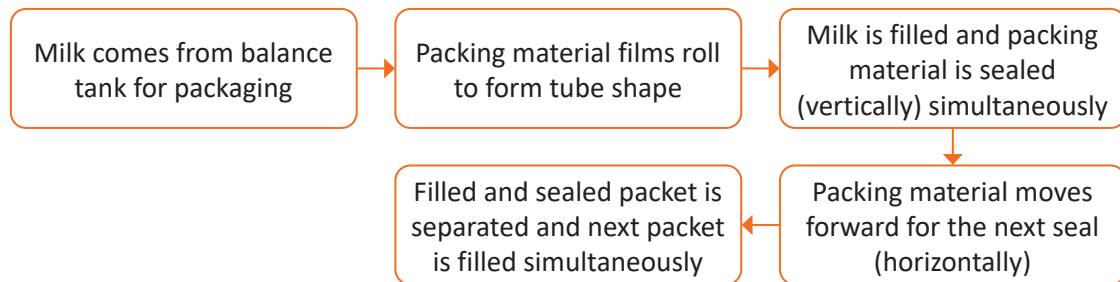 Milk comes from balance
tank for packaging
Packing material films roll
to form tube shape
Milk is filled and packing
material is sealed
(vertically) simultaneously
Packing material moves
forward for the next seal
(horizontally)
Filled and sealed packet is
separated and next packet
is filled simultaneously